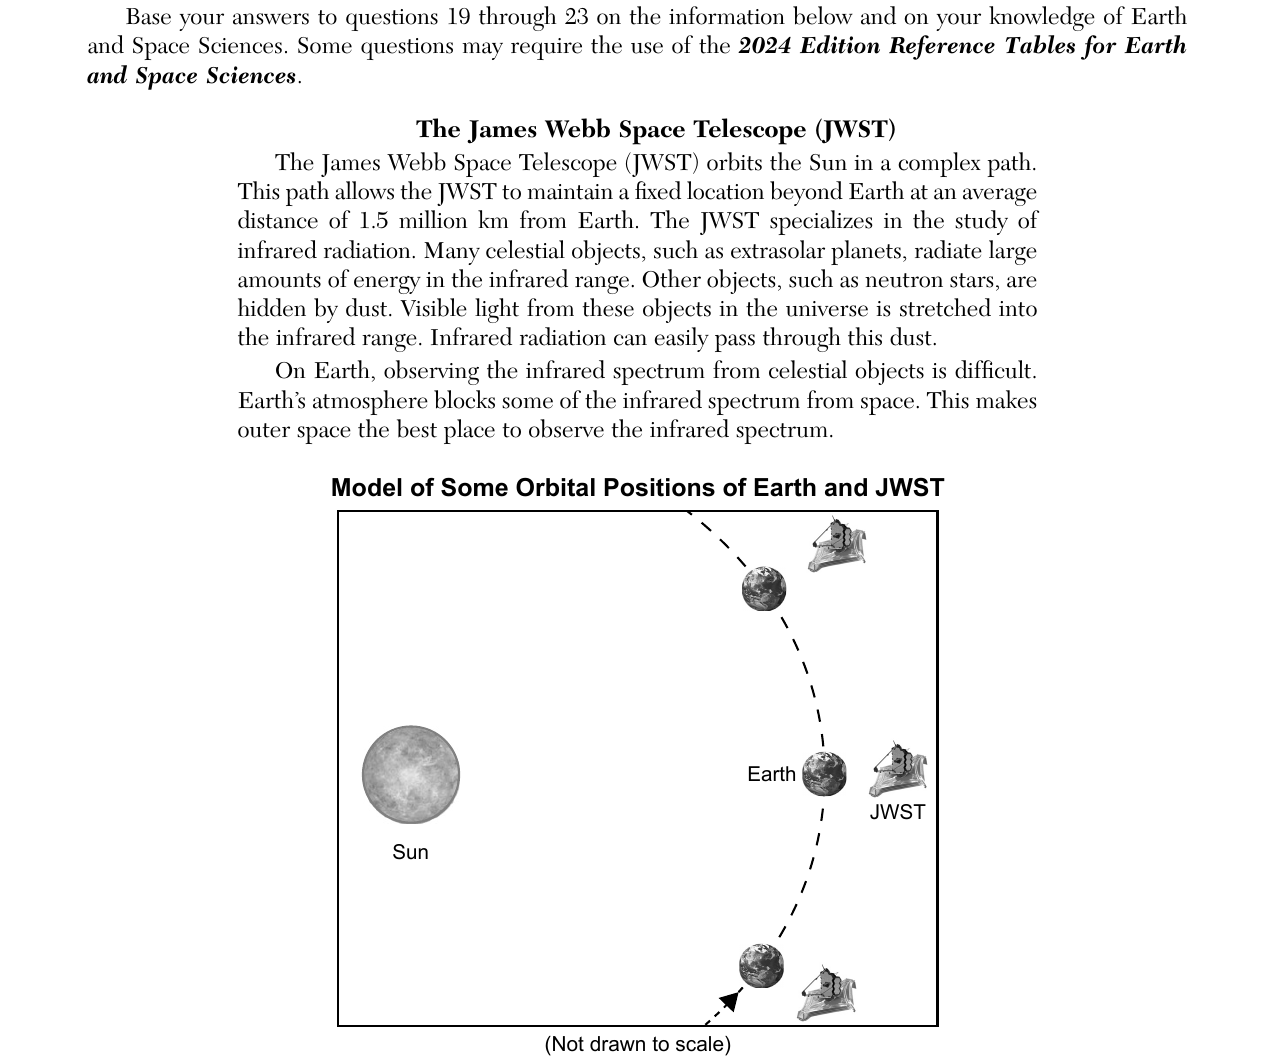 Base your answers to questions 19 through 23 on the information below and on your knowledge of Earth
and Space Sciences. Some questions may require the use of the 2024 Edition Reference Tables for Earth
and Space Sciences.
The James Webb Space Telescope (JWST)
The James Webb Space Telescope (JWST) orbits the Sun in a complex path.
This path allows the JWST to maintain a fixed location beyond Earth at an average
distance of 1.5 million km from Earth. The JWST specializes in the study of
infrared radiation. Many celestial objects, such as extrasolar planets, radiate large
amounts of energy in the infrared range. Other objects, such as neutron stars, are
hidden by dust. Visible light from these objects in the universe is stretched into
the infrared range. Infrared radiation can easily pass through this dust.
On Earth, observing the infrared spectrum from celestial objects is difficult.
Earth's atmosphere blocks some of the infrared spectrum from space. This makes
outer space the best place to observe the infrared spectrum.
Model of Some Orbital Positions of Earth and JWST
Earth
JWST
Sun
(Not drawn to scale)